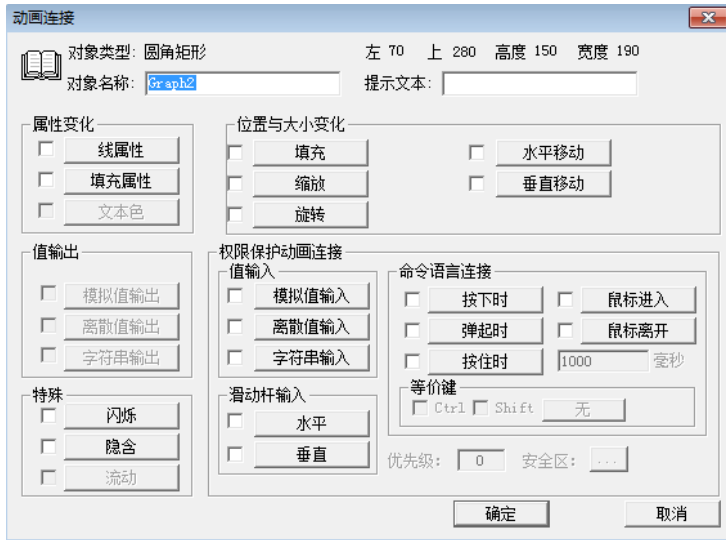 动画连接
对象类型: 圆角矩形 左 70 上 280 高度 150 宽度 190
对象名称: Graph2 提示文本:
属性变化
线属性
填充属性
文本色
位置与大小变化
填充 水平移动
缩放 垂直移动
旋转
值输出
模拟值输出
离散值输出
字符串输出
权限保护动画连接
值输入
模拟值输入
离散值输入
字符串输入
命令语言连接
按下时 鼠标进入
弹起时 鼠标离开
按住时 1000 毫秒
等价键
Ctrl Shift 无
特殊
闪烁
隐含
流动
滑动杆输入
水平
垂直
优先级: 0 安全区: ...
确定 取消